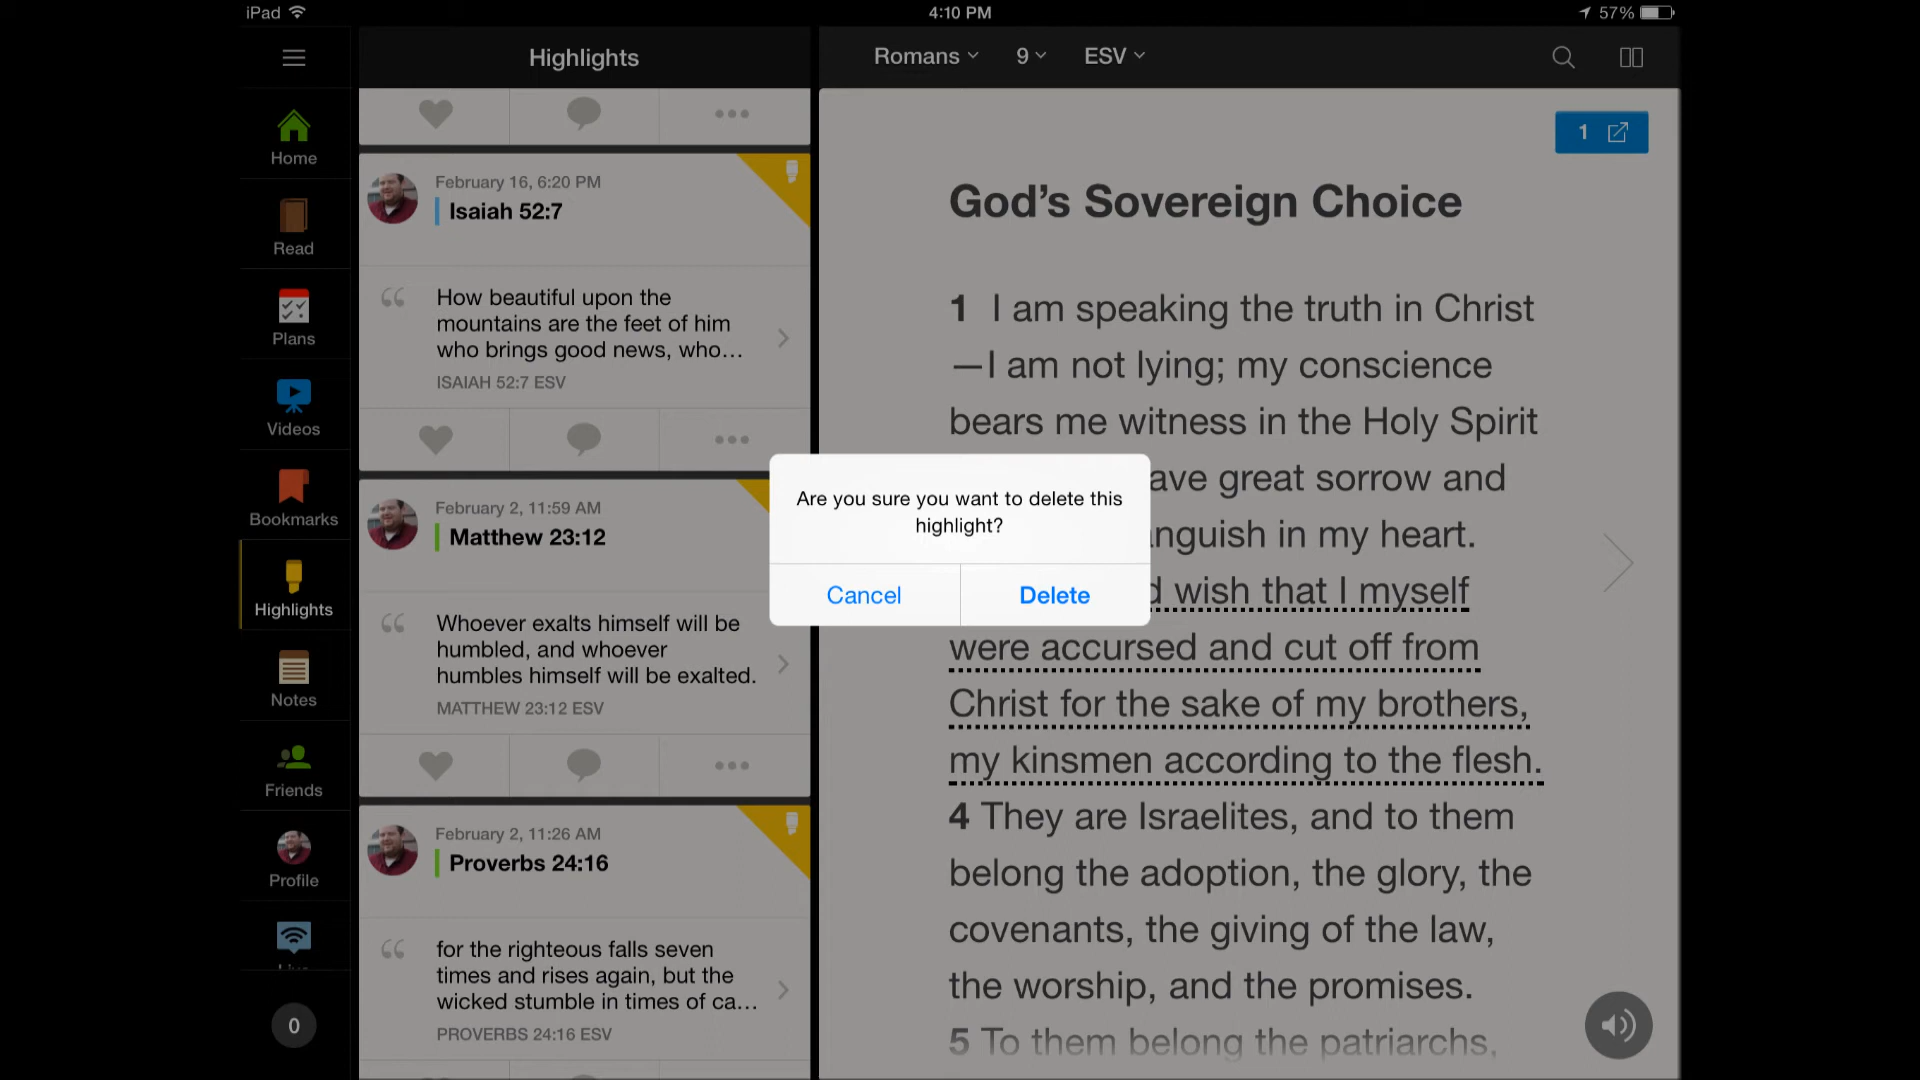 iPad
4:10 PM
57%
Home
Read
Plans
Videos
Bookmarks
Highlights
Notes
Friends
Profile
0
Highlights
February 16, 6:20 PM
Isaiah 52:7
How beautiful upon the
mountains are the feet of him
who brings good news, who…
ISAIAH 52:7 ESV
February 2, 11:59 AM
Matthew 23:12
Whoever exalts himself will be
humbled, and whoever
humbles himself will be exalted.
MATTHEW 23:12 ESV
February 2, 11:26 AM
Proverbs 24:16
for the righteous falls seven
times and rises again, but the
wicked stumble in times of ca…
PROVERBS 24:16 ESV
Are you sure you want to delete this
highlight?
Cancel Delete
Romans 9 ESV
1
God’s Sovereign Choice
1 I am speaking the truth in Christ
—I am not lying; my conscience
bears me witness in the Holy Spirit
great sorrow and
in my heart.
wish that I myself
were accursed and cut off from
Christ for the sake of my brothers,
my kinsmen according to the flesh.
4 They are Israelites, and to them
belong the adoption, the glory, the
covenants, the giving of the law,
the worship, and the promises.
5 To them belong the patriarchs,